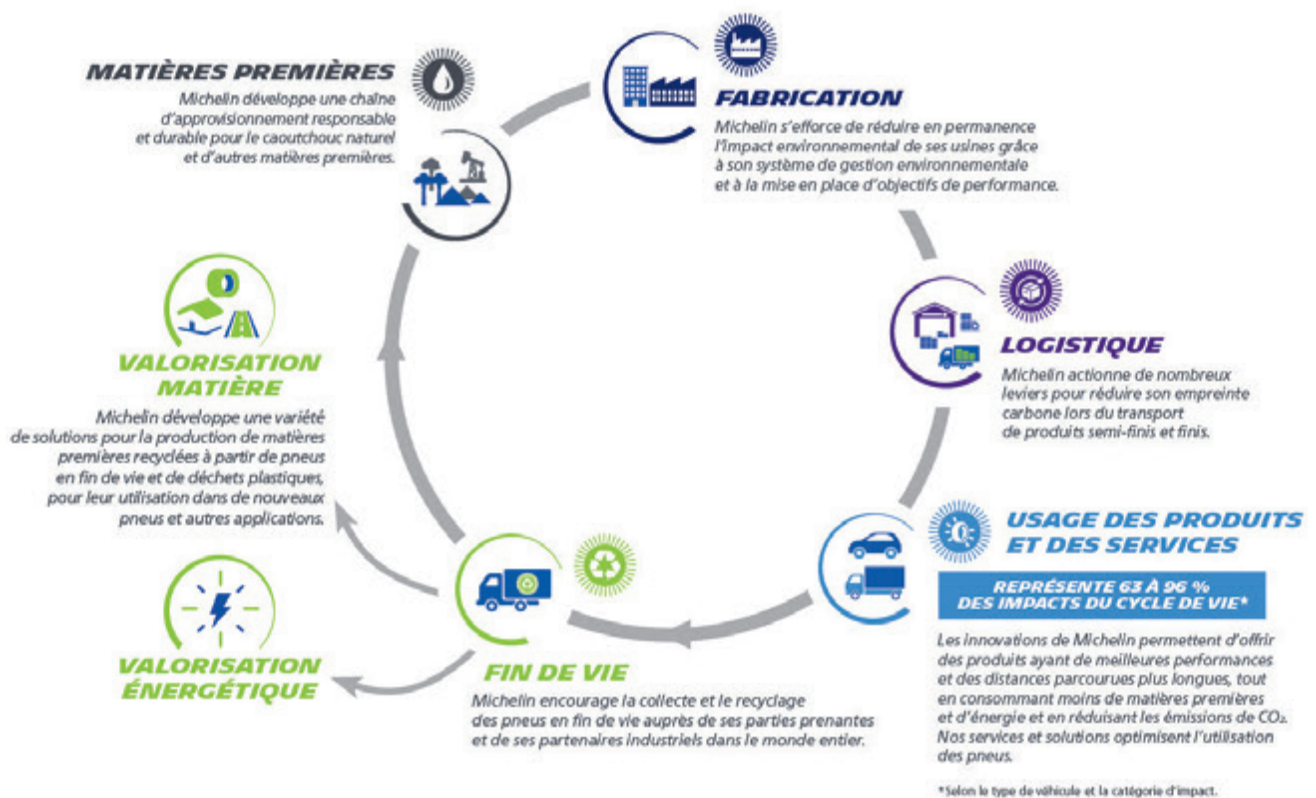 MATIÈRES PREMIÈRES
Michelin développe une chaîne
d'approvisionnement responsable
et durable pour le caoutchouc naturel
et d'autres matières premières.
FABRICATION
Michelin s'efforce de réduire en permanence
l'impact environnemental de ses usines grâce
à son système de gestion environnementale
et à la mise en place d'objectifs de performance.
LOGISTIQUE
Michelin actionne de nombreux
leviers pour réduire son empreinte
carbone lors du transport
de produits semi-finis et finis.
USAGE DES PRODUITS
ET DES SERVICES
REPRÉSENTE 63 À 96 %
DES IMPACTS DU CYCLE DE VIE*
Les innovations de Michelin permettent d'offrir
des produits ayant de meilleures performances
et des distances parcourues plus longues, tout
en consommant moins de matières premières
et d'énergie et en réduisant les émissions de CO₂.
Nos services et solutions optimisent l'utilisation
des pneus.
*Selon le type de véhicule et la catégorie d'impact.
FIN DE VIE
Michelin encourage la collecte et le recyclage
des pneus en fin de vie auprès de ses parties prenantes
et de ses partenaires industriels dans le monde entier.
VALORISATION
MATIÈRE
Michelin développe une variété
de solutions pour la production de matières
premières recyclées à partir de pneus
en fin de vie et de déchets plastiques,
pour leur utilisation dans de nouveaux
pneus et autres applications.
VALORISATION
ÉNERGÉTIQUE